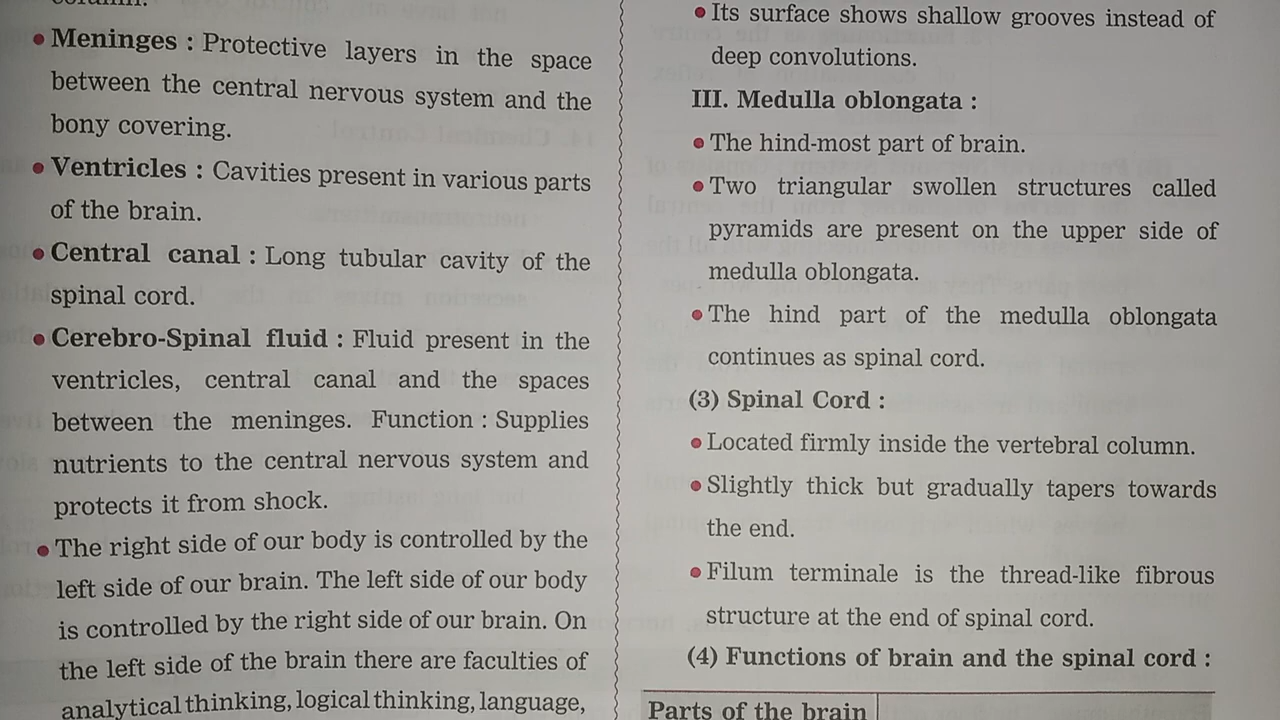 column.
• Meninges : Protective layers in the space
between the central nervous system and the
bony covering.
• Ventricles : Cavities present in various parts
of the brain.
• Central canal : Long tubular cavity of the
spinal cord.
• Cerebro-Spinal fluid : Fluid present in the
ventricles, central canal and the spaces
between the meninges. Function : Supplies
nutrients to the central nervous system and
protects it from shock.
• The right side of our body is controlled by the
left side of our brain. The left side of our body
is controlled by the right side of our brain. On
the left side of the brain there are faculties of
analytical thinking, logical thinking, language,
• Its surface shows shallow grooves instead of
deep convolutions.
III. Medulla oblongata :
• The hind-most part of brain.
• Two triangular swollen structures called
pyramids are present on the upper side of
medulla oblongata.
• The hind part of the medulla oblongata
continues as spinal cord.
(3) Spinal Cord :
• Located firmly inside the vertebral column.
• Slightly thick but gradually tapers towards
the end.
• Filum terminale is the thread-like fibrous
structure at the end of spinal cord.
(4) Functions of brain and the spinal cord :
Parts of the brain